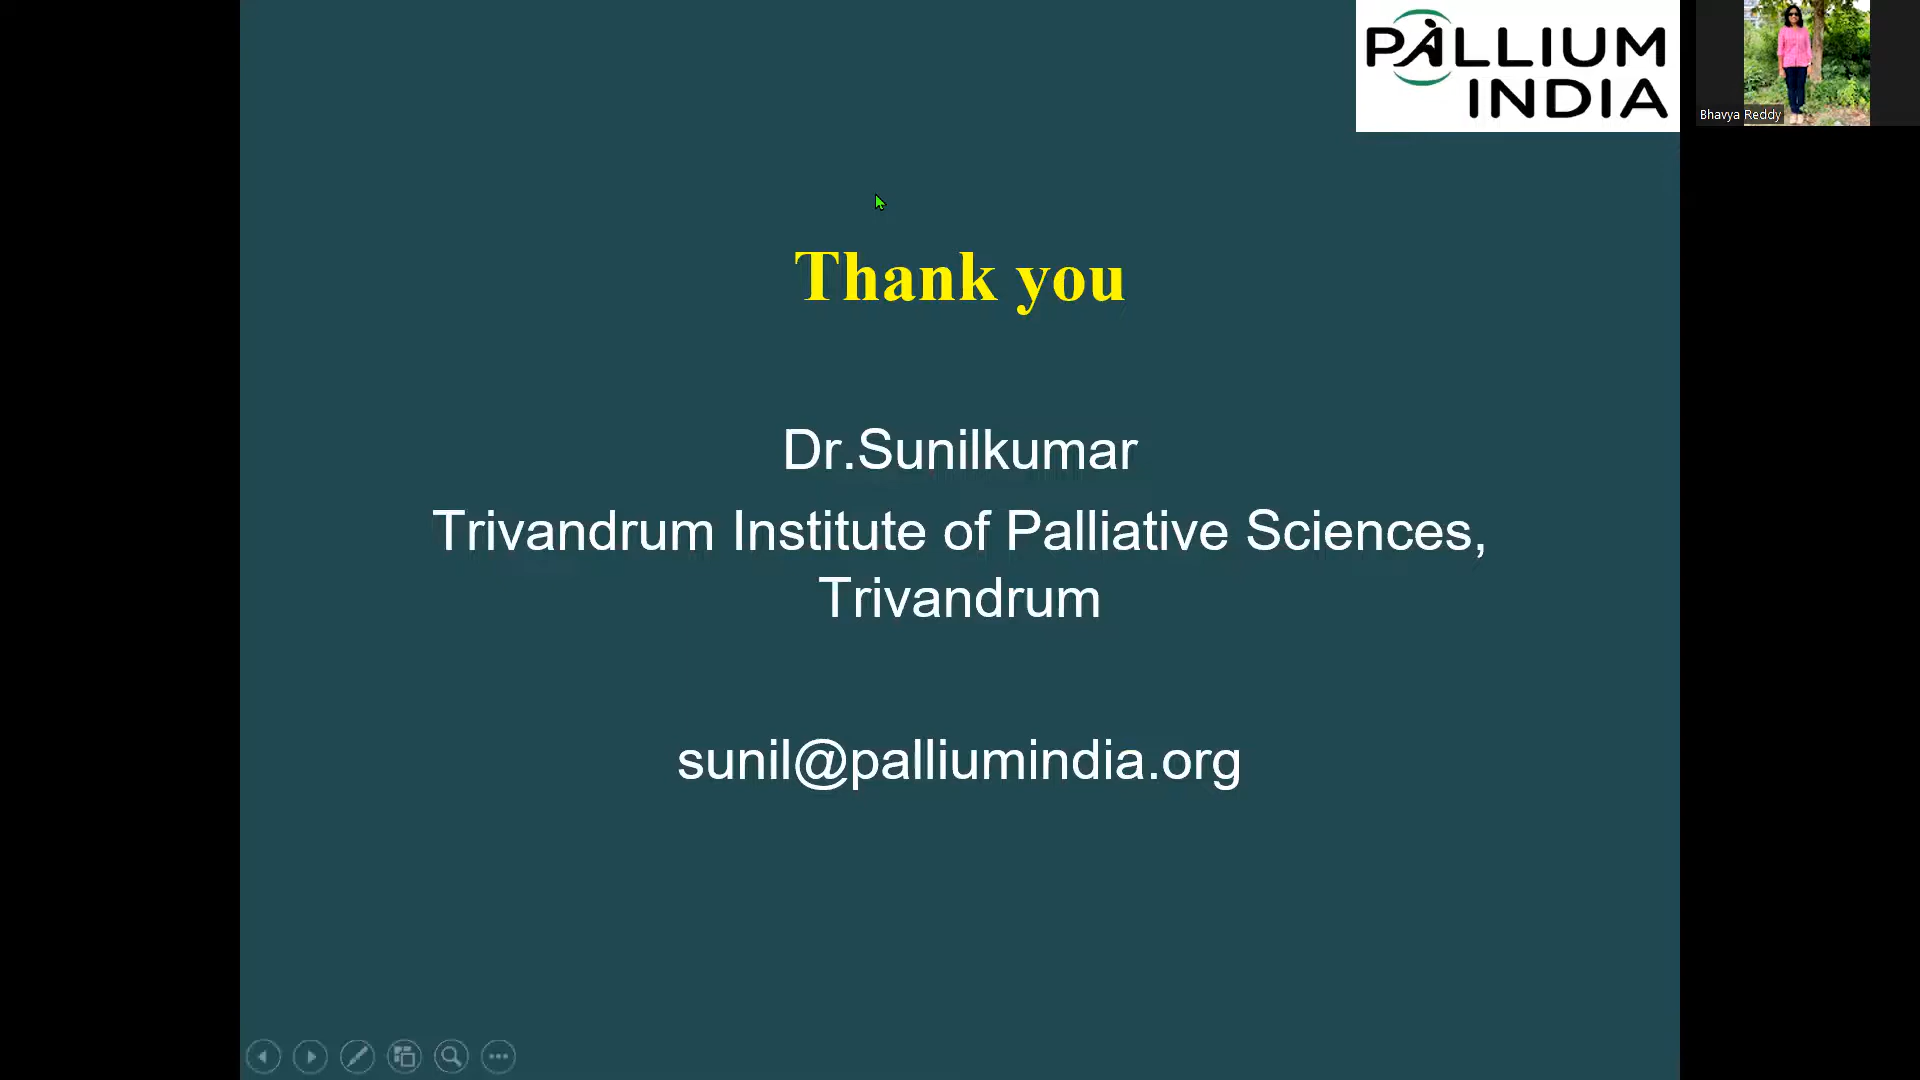 PALLIUM
INDIA
Bhavya Reddy
Thank you
Dr.Sunilkumar
Trivandrum Institute of Palliative Sciences,
Trivandrum
sunil@palliumindia.org